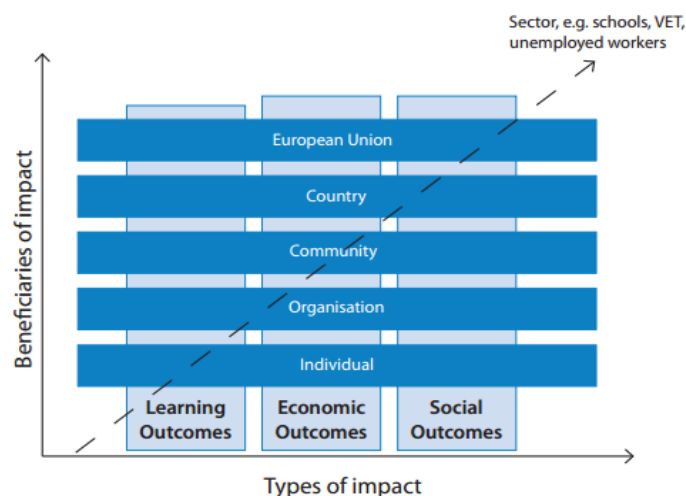 Sector, e.g. schools, VET,
unemployed workers
Beneficiaries of impact
European Union
Country
Community
Organisation
Individual
Learning
Outcomes
Economic
Outcomes
Social
Outcomes
Types of impact